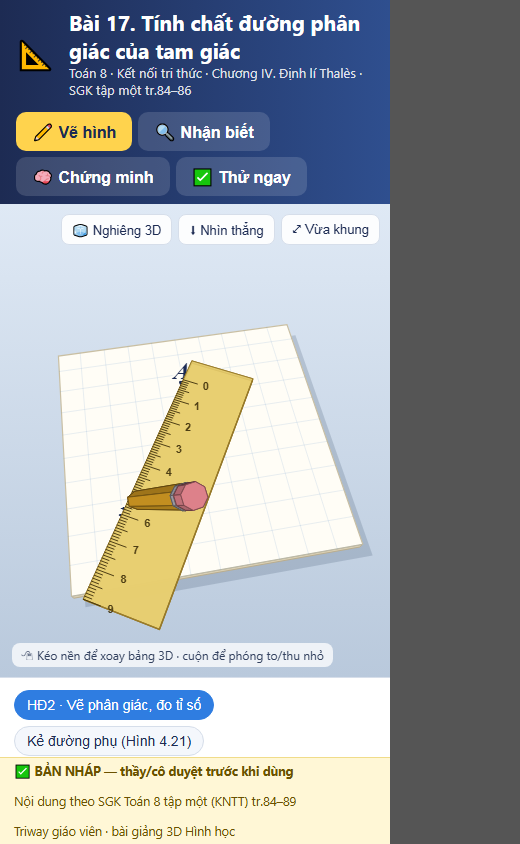 Bài 17. Tính chất đường phân
giác của tam giác
Toán 8 · Kết nối tri thức · Chương IV. Định lí Thalès ·
SGK tập một tr.84–86
Vẽ hình
Nhận biết
Chứng minh
Thử ngay
Nghiêng 3D
Nhìn thẳng
Vừa khung
A
0
1
2
3
4
6
7
8
9
Kéo nền để xoay bảng 3D · cuộn để phóng to/thu nhỏ
HĐ2 · Vẽ phân giác, đo tỉ số
Kẻ đường phụ (Hình 4.21)
BẢN NHÁP — thầy/cô duyệt trước khi dùng
Nội dung theo SGK Toán 8 tập một (KNTT) tr.84–89
Triway giáo viên · bài giảng 3D Hình học